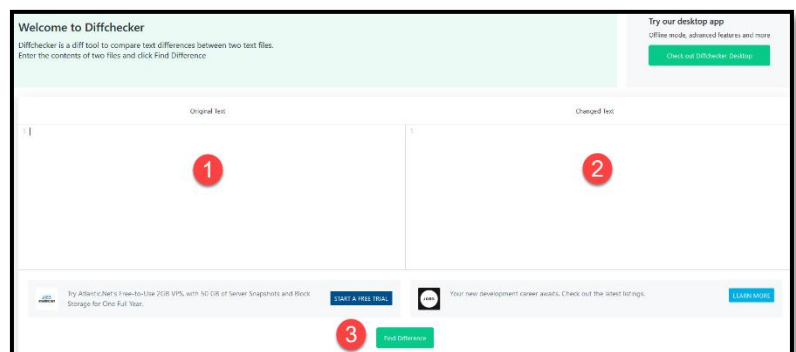 Welcome to Diffchecker
Diffchecker is a diff tool to compare text differences between two text files.
Enter the contents of two files and click Find Difference
Try our desktop app
Offline mode, advanced features and more
Check out Diffchecker Desktop
Original Text
Changed Text
1
1
1
2
Try Atlantic.Net's Free-to-Use 2GB VPS, with 50 GB of Server Snapshots and Block
Storage for One Full Year.
START A FREE TRIAL
JOBS
Your new development career awaits. Check out the latest listings.
LEARN MORE
3
Find Difference